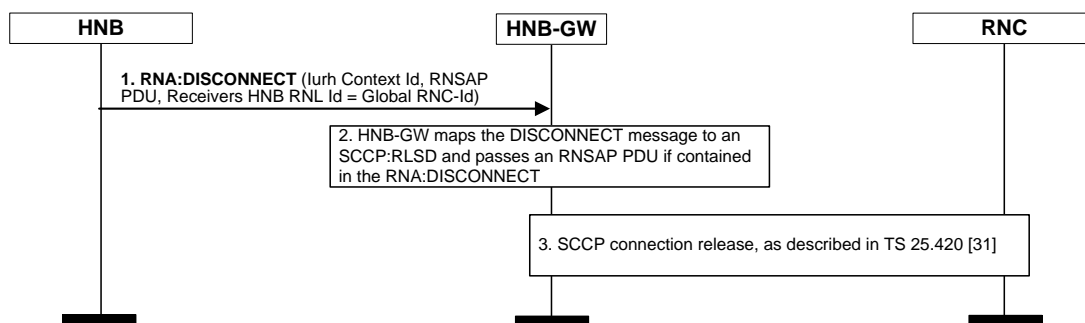 HNB
HNB-GW
RNC
1. RNA:DISCONNECT (Iurh Context Id, RNSAP
PDU, Receivers HNB RNL Id = Global RNC-Id)
2. HNB-GW maps the DISCONNECT message to an
SCCP:RLSD and passes an RNSAP PDU if contained
in the RNA:DISCONNECT
3. SCCP connection release, as described in TS 25.420 [31]